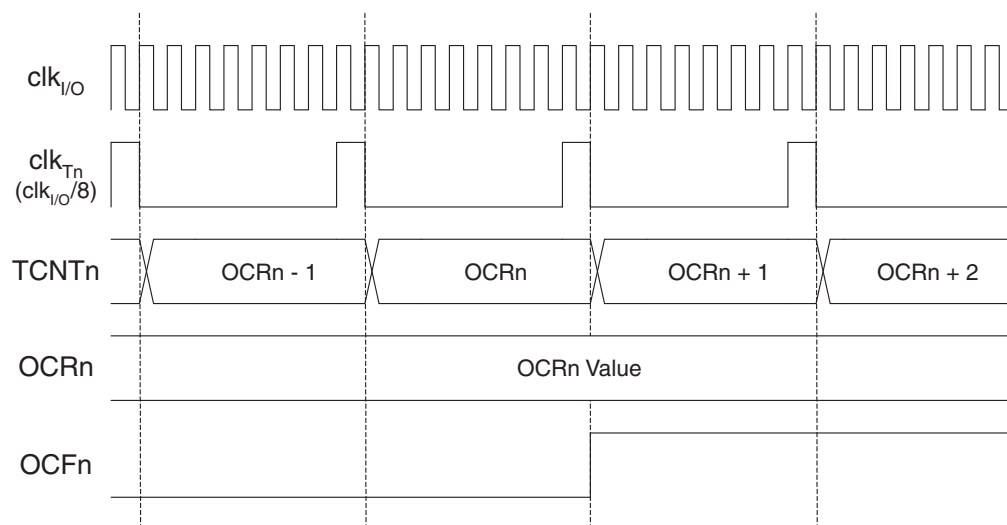 clkI/O
clkTn
(clkI/O/8)
TCNTn OCRn - 1 OCRn OCRn + 1 OCRn + 2
OCRn OCRn Value
OCFn